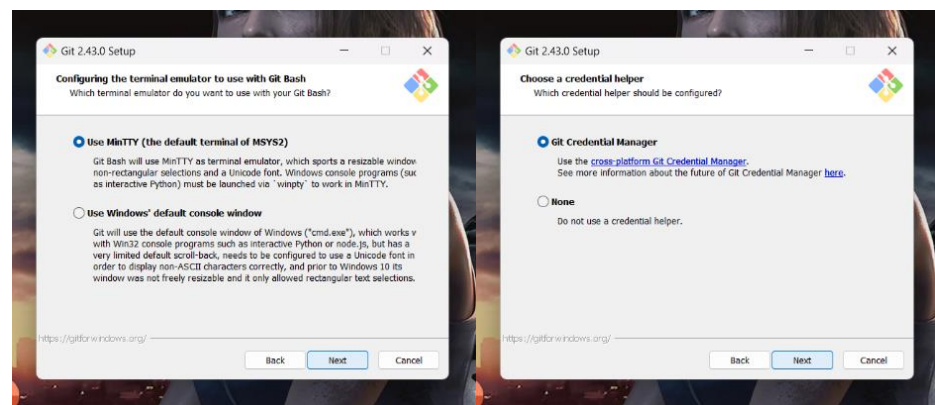 Git 2.43.0 Setup
Configuring the terminal emulator to use with Git Bash
Which terminal emulator do you want to use with your Git Bash?
Use MinTTY (the default terminal of MSYS2)
Git Bash will use MinTTY as terminal emulator, which sports a resizable window
non-rectangular selections and a Unicode font. Windows console programs (suc
as interactive Python) must be launched via `winpty` to work in MinTTY.
Use Windows' default console window
Git will use the default console window of Windows ("cmd.exe"), which works
with Win32 console programs such as interactive Python or node.js, but has a
very limited default scroll-back, needs to be configured to use a Unicode font in
order to display non-ASCII characters correctly, and prior to Windows 10 its
window was not freely resizable and it only allowed rectangular text selections.
https://gitforwindows.org/
Back Next Cancel
Git 2.43.0 Setup
Choose a credential helper
Which credential helper should be configured?
Git Credential Manager
Use the cross-platform Git Credential Manager.
See more information about the future of Git Credential Manager here.
None
Do not use a credential helper.
https://gitforwindows.org/
Back Next Cancel